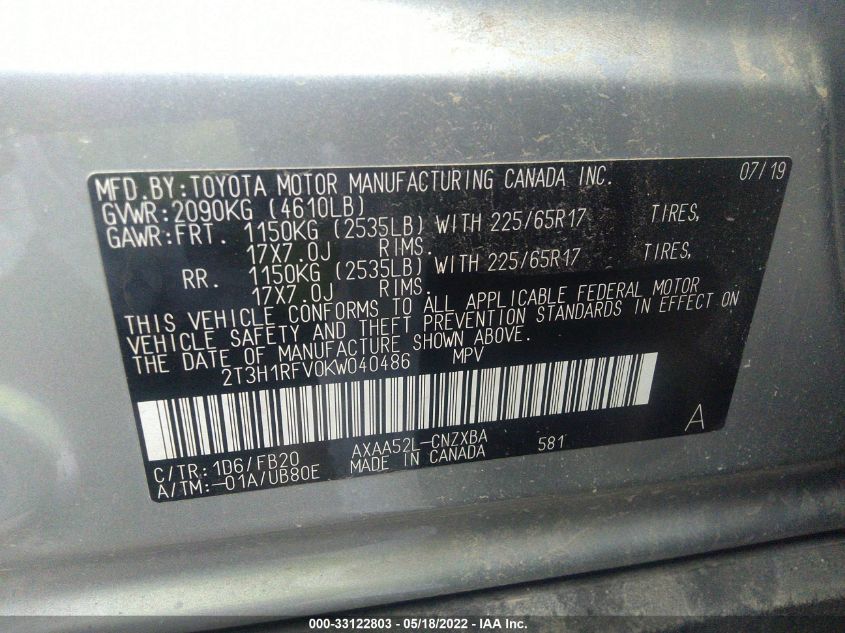 MFD.BY:TOYOTA MOTOR MANUFACTURING CANADA INC. 07/19
GVWR:2090KG (4610LB)
GAWR:FRT. 1150KG (2535LB) WITH 225/65R17 TIRES,
17X7.0J RIMS.
RR. 1150KG (2535LB) WITH 225/65R17 TIRES,
17X7.0J RIMS.
THIS VEHICLE CONFORMS TO ALL APPLICABLE FEDERAL MOTOR
VEHICLE SAFETY AND THEFT PREVENTION STANDARDS IN EFFECT ON
THE DATE OF MANUFACTURE SHOWN ABOVE.
2T3H1RFV0KW040486 MPV
A
C/TR: 1D6/FB20 AXAA52L-CNZXBA 581
A/TM:-01A/UB80E MADE IN CANADA
000-33122803 / 05/18/2022 / © IAA Inc.